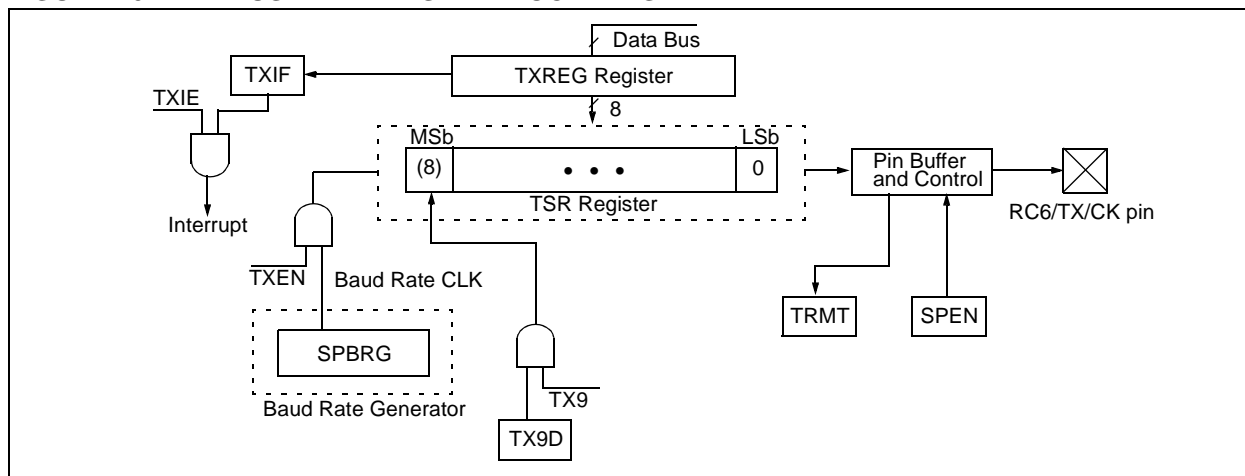 Data Bus
TXIF
TXREG Register
TXIE
8
MSb
LSb
(8)
• • •
0
Pin Buffer
and Control
TSR Register
Interrupt
RC6/TX/CK pin
TXEN
Baud Rate CLK
TRMT
SPEN
SPBRG
TX9
Baud Rate Generator
TX9D